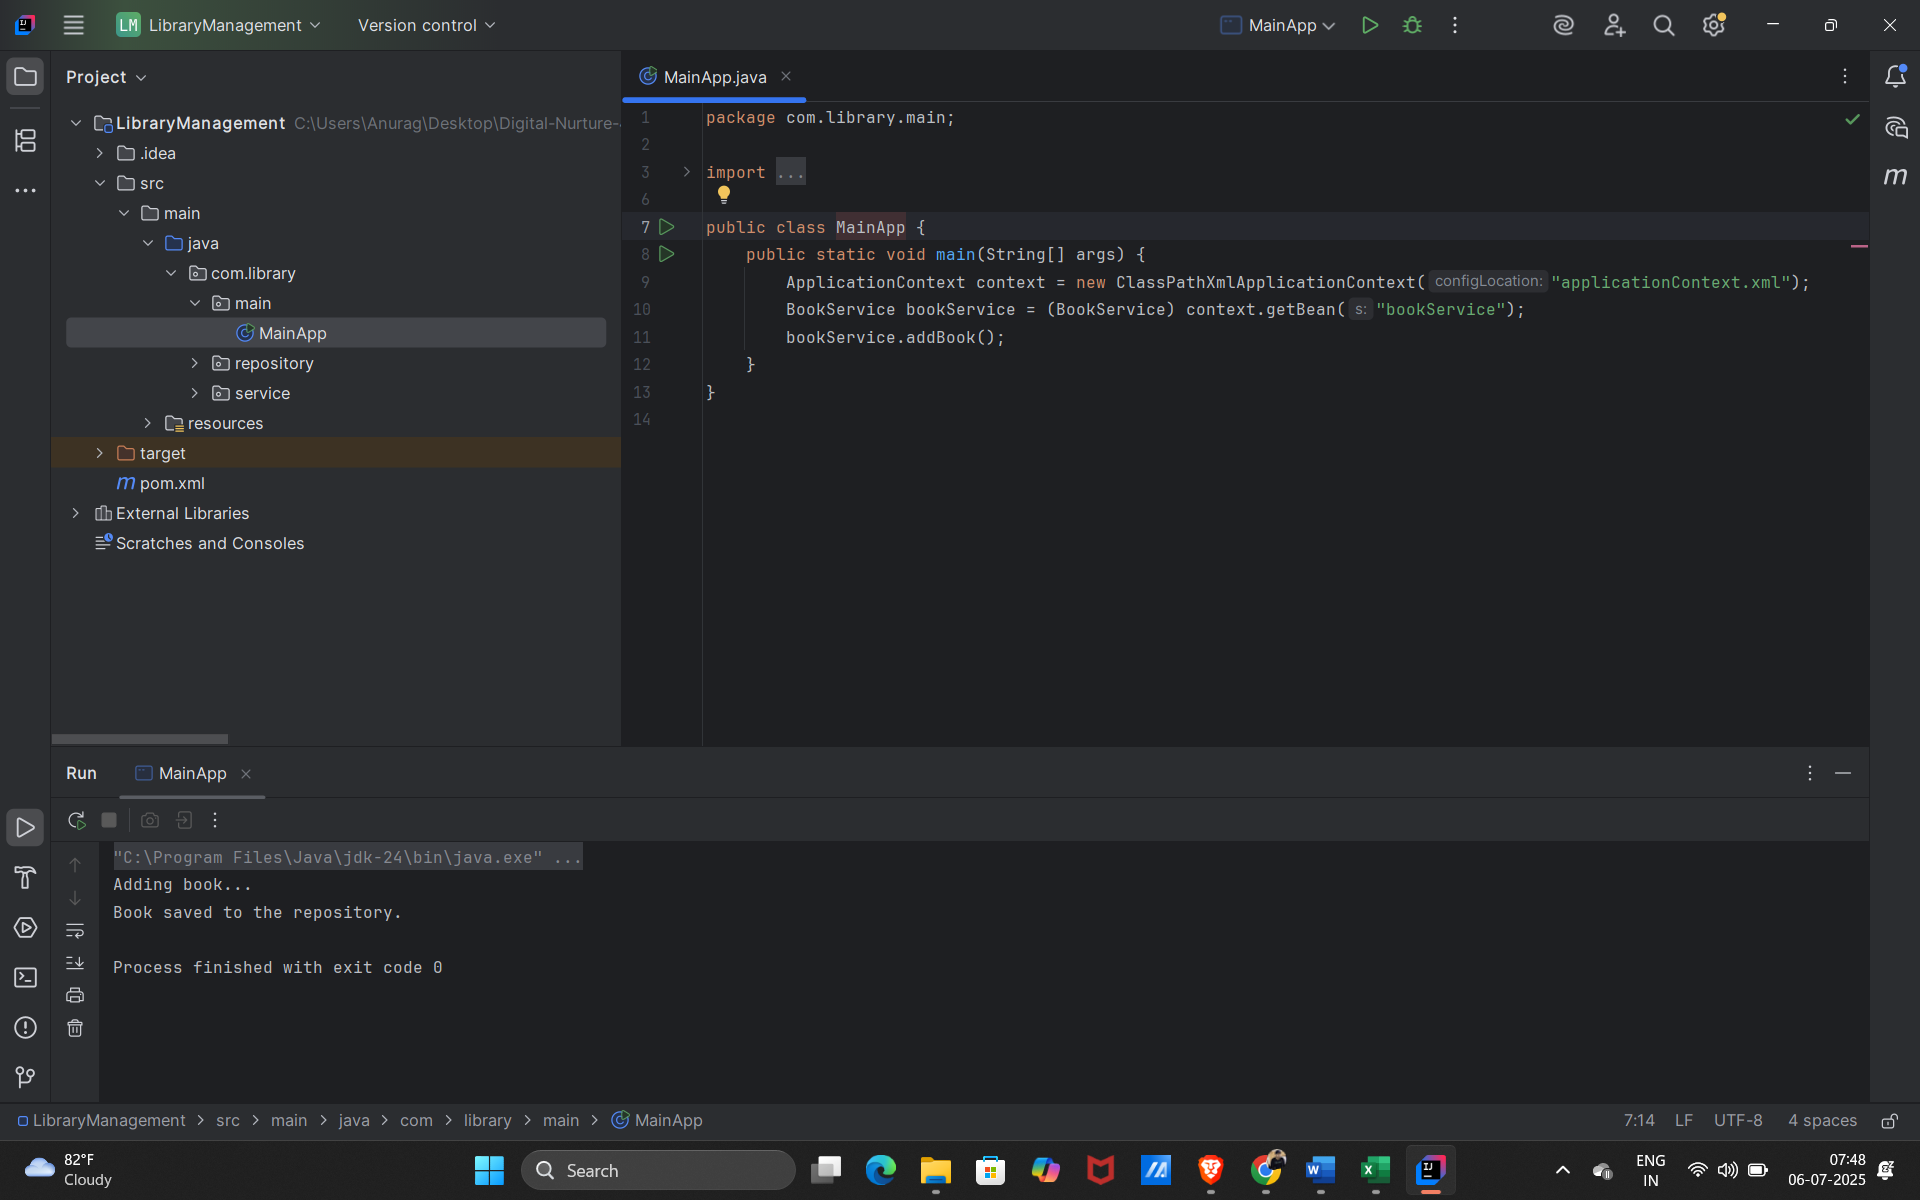 LM LibraryManagement Version control MainApp
Project
LibraryManagement C:\Users\Anurag\Desktop\Digital-Nurture-
.idea
src
main
java
com.library
main
MainApp
repository
service
resources
target
m pom.xml
External Libraries
Scratches and Consoles
MainApp.java
1 package com.library.main;
2
3 import ...
6
7 public class MainApp {
8 public static void main(String[] args) {
9 ApplicationContext context = new ClassPathXmlApplicationContext( configLocation: "applicationContext.xml");
10 BookService bookService = (BookService) context.getBean( s: "bookService");
11 bookService.addBook();
12 }
13 }
14
m
Run MainApp
"C:\Program Files\Java\jdk-24\bin\java.exe" ...
Adding book...
Book saved to the repository.
Process finished with exit code 0
LibraryManagement > src > main > java > com > library > main > MainApp
7:14 LF UTF-8 4 spaces
82°F
Cloudy
Search
ENG
IN
07:48
06-07-2025